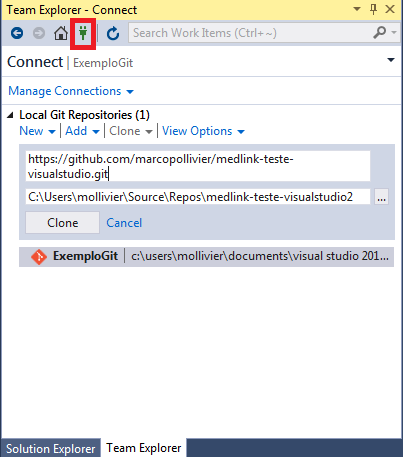 Team Explorer - Connect
Search Work Items (Ctrl+~)
Connect | ExemploGit
Manage Connections
Local Git Repositories (1)
New | Add | Clone | View Options
https://github.com/marcopollivier/medlink-teste-
visualstudio.git
C:\Users\mollivier\Source\Repos\medlink-teste-visualstudio2 ...
Clone Cancel
ExemploGit | c:\users\mollivier\documents\visual studio 201...
Solution Explorer Team Explorer